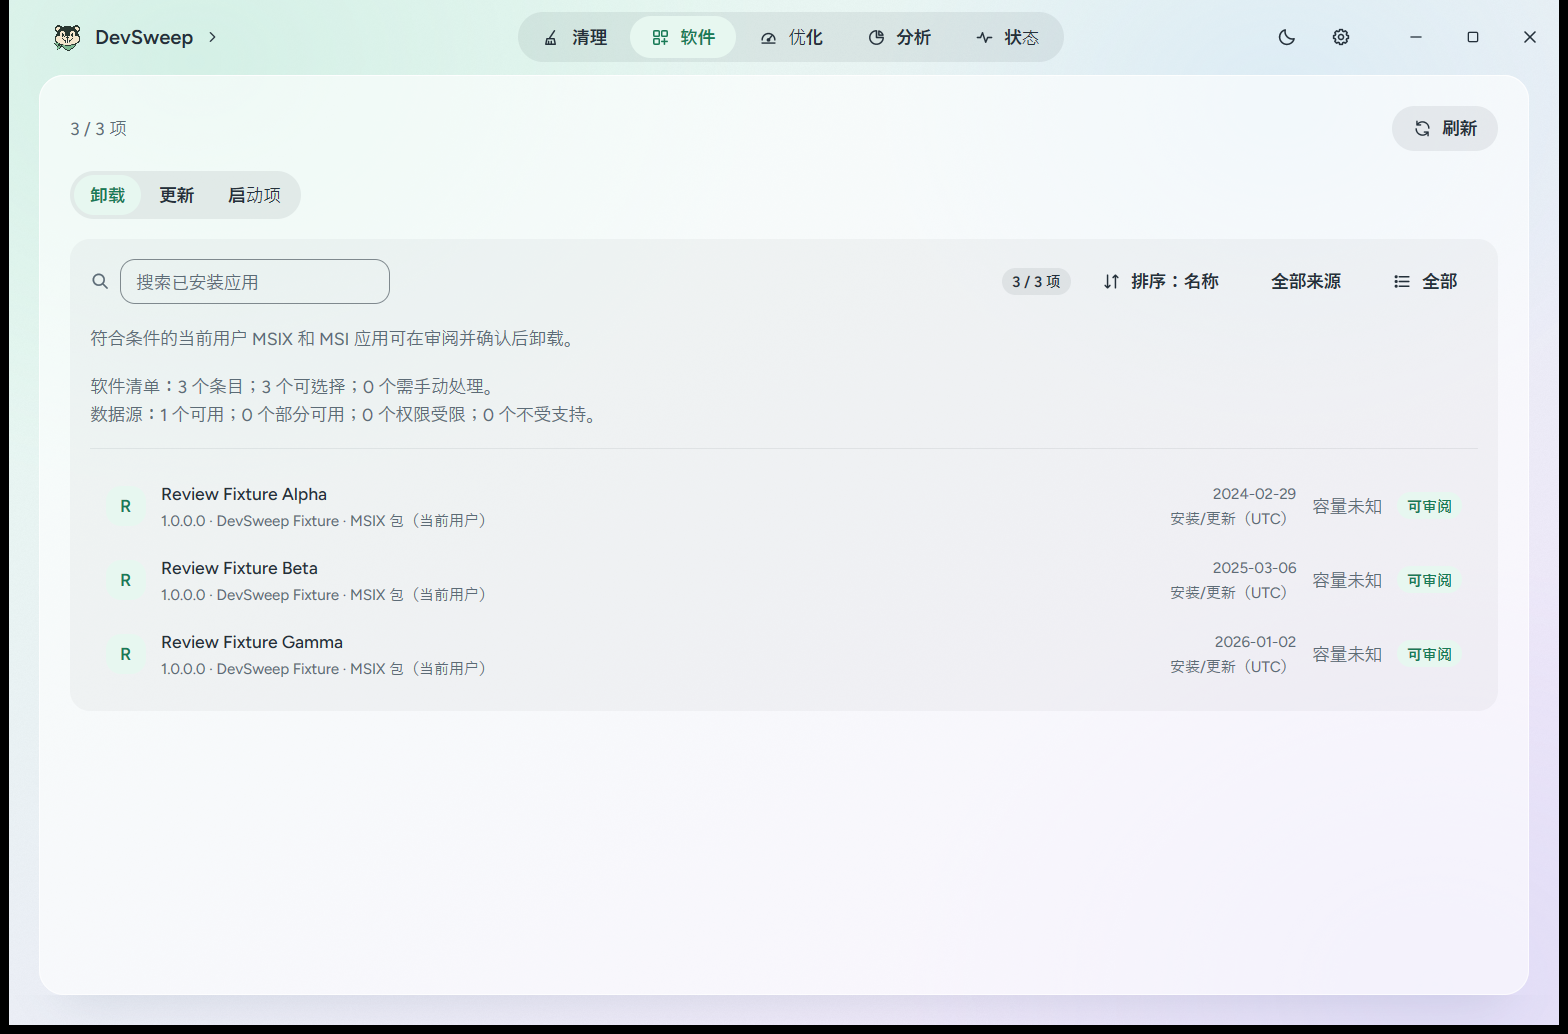 DevSweep
清理
软件
优化
分析
状态
3 / 3 项
刷新
卸载
更新
启动项
搜索已安装应用
3 / 3 项
排序：名称
全部来源
全部
符合条件的当前用户 MSIX 和 MSI 应用可在审阅并确认后卸载。
软件清单：3 个条目；3 个可选择；0 个需手动处理。
数据源：1 个可用；0 个部分可用；0 个权限受限；0 个不受支持。
R
Review Fixture Alpha
1.0.0.0 · DevSweep Fixture · MSIX 包（当前用户）
2024-02-29
安装/更新（UTC）
容量未知
可审阅
R
Review Fixture Beta
1.0.0.0 · DevSweep Fixture · MSIX 包（当前用户）
2025-03-06
安装/更新（UTC）
容量未知
可审阅
R
Review Fixture Gamma
1.0.0.0 · DevSweep Fixture · MSIX 包（当前用户）
2026-01-02
安装/更新（UTC）
容量未知
可审阅